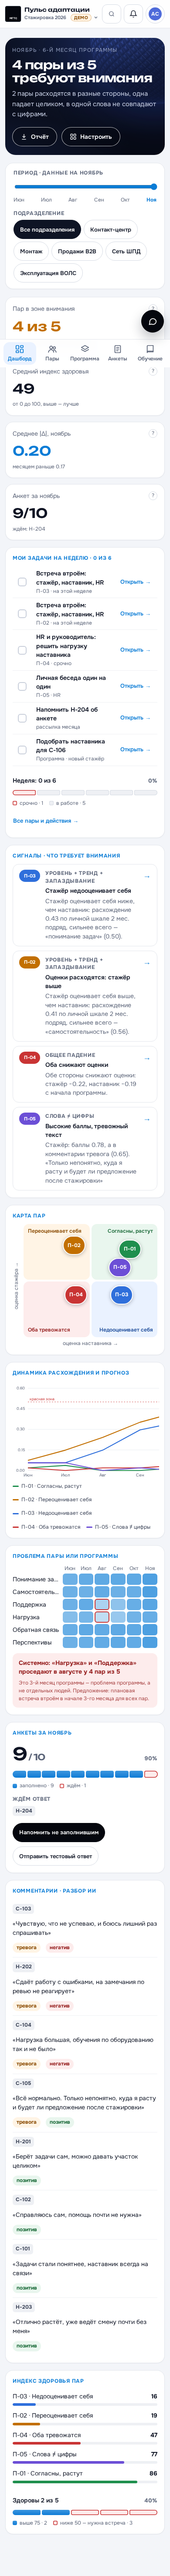 Пульс адаптации
Стажировка 2026 DEMO
АС
НОЯБРЬ · 6-Й МЕСЯЦ ПРОГРАММЫ
4 пары из 5
требуют внимания
2 пары расходятся в разные стороны, одна
падает целиком, в одной слова не совпадают
с цифрами.
Отчёт
Настроить
ПЕРИОД · ДАННЫЕ НА НОЯБРЬ
Июн Июл Авг Сен Окт Ноя
ПОДРАЗДЕЛЕНИЕ
Все подразделения
Контакт-центр
Монтаж
Продажи B2B
Сеть ШПД
Эксплуатация ВОЛС
Пар в зоне внимания
4 из 5
Дашборд
Пары
Программа
Анкеты
Обучение
Средний индекс здоровья
?
49
от 0 до 100, выше — лучше
Среднее |Δ|, ноябрь
?
0.20
месяцем раньше 0.17
Анкет за ноябрь
?
9/10
ждём: Н-204
МОИ ЗАДАЧИ НА НЕДЕЛЮ · 0 ИЗ 6
Встреча втроём:
стажёр, наставник, HR
П-03 · на этой неделе
Открыть →
Встреча втроём:
стажёр, наставник, HR
П-02 · на этой неделе
Открыть →
HR и руководитель:
решить нагрузку
наставника
П-04 · срочно
Открыть →
Личная беседа один на
один
П-05 · HR
Открыть →
Напомнить Н-204 об
анкете
рассылка месяца
Открыть →
Подобрать наставника
для С-106
Программа · новый стажёр
Открыть →
Неделя: 0 из 6
0%
срочно · 1
в работе · 5
Все пары и действия →
СИГНАЛЫ · ЧТО ТРЕБУЕТ ВНИМАНИЯ
П-03
УРОВЕНЬ + ТРЕНД +
ЗАПАЗДЫВАНИЕ
→
Стажёр недооценивает себя
Стажёр оценивает себя ниже,
чем наставник: расхождение
0.43 по личной шкале 2 мес.
подряд, сильнее всего —
«понимание задач» (0.50).
П-02
УРОВЕНЬ + ТРЕНД +
ЗАПАЗДЫВАНИЕ
→
Оценки расходятся: стажёр
выше
Стажёр оценивает себя выше,
чем наставник: расхождение
0.41 по личной шкале 2 мес.
подряд, сильнее всего —
«самостоятельность» (0.56).
П-04
ОБЩЕЕ ПАДЕНИЕ
→
Оба снижают оценки
Обе стороны снижают оценки:
стажёр −0.22, наставник −0.19
с начала программы.
П-05
СЛОВА ≠ ЦИФРЫ
→
Высокие баллы, тревожный
текст
Стажёр: баллы 0.78, а в
комментарии тревога (0.65).
«Только непонятно, куда я
расту и будет ли предложение
после стажировки»
КАРТА ПАР
оценка стажёра →
Переоценивает себя
Согласны, растут
П-02
П-01
П-05
П-04
П-03
Оба тревожатся
Недооценивает себя
оценка наставника →
ДИНАМИКА РАСХОЖДЕНИЯ И ПРОГНОЗ
0.60
красная зона
0.45
0.30
0.15
0.00
Июн Июл Авг Сен
П-01 · Согласны, растут
П-02 · Переоценивает себя
П-03 · Недооценивает себя
П-04 · Оба тревожатся
П-05 · Слова ≠ цифры
ПРОБЛЕМА ПАРЫ ИЛИ ПРОГРАММЫ
Июн Июл Авг Сен Окт Ноя
Понимание за…
Самостоятель…
Поддержка
Нагрузка
Обратная связь
Перспективы
Системно: «Нагрузка» и «Поддержка»
проседают в августе у 4 пар из 5
Это 3-й месяц программы — проблема программы, а
не отдельных людей. Предложение: плановая
встреча втроём в начале 3-го месяца для всех пар.
АНКЕТЫ ЗА НОЯБРЬ
9 / 10
90%
заполнено · 9
ждём · 1
ЖДЁМ ОТВЕТ
Н-204
Напомнить не заполнившим
Отправить тестовый ответ
КОММЕНТАРИИ · РАЗБОР ИИ
С-103
«Чувствую, что не успеваю, и боюсь лишний раз
спрашивать»
тревога
негатив
Н-202
«Сдаёт работу с ошибками, на замечания по
ревью не реагирует»
тревога
негатив
С-104
«Нагрузка большая, обучения по оборудованию
так и не было»
тревога
негатив
С-105
«Всё нормально. Только непонятно, куда я расту
и будет ли предложение после стажировки»
тревога
позитив
Н-201
«Берёт задачи сам, можно давать участок
целиком»
позитив
С-102
«Справляюсь сам, помощь почти не нужна»
позитив
С-101
«Задачи стали понятнее, наставник всегда на
связи»
позитив
Н-203
«Отлично растёт, уже ведёт смену почти без
меня»
позитив
ИНДЕКС ЗДОРОВЬЯ ПАР
П-03 · Недооценивает себя
16
П-02 · Переоценивает себя
19
П-04 · Оба тревожатся
47
П-05 · Слова ≠ цифры
77
П-01 · Согласны, растут
86
Здоровы 2 из 5
40%
выше 75 · 2
ниже 50 — нужна встреча · 3